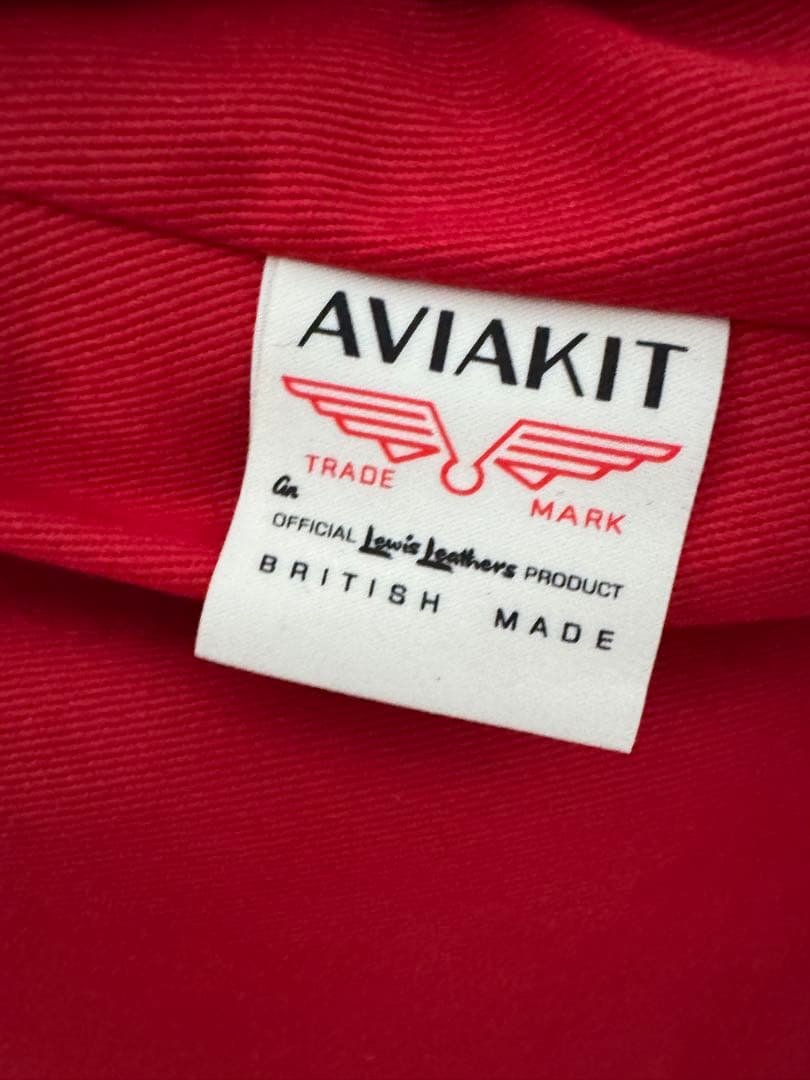 AVIAKIT
TRADE MARK
An
OFFICIAL Lewis Leathers PRODUCT
BRITISH MADE